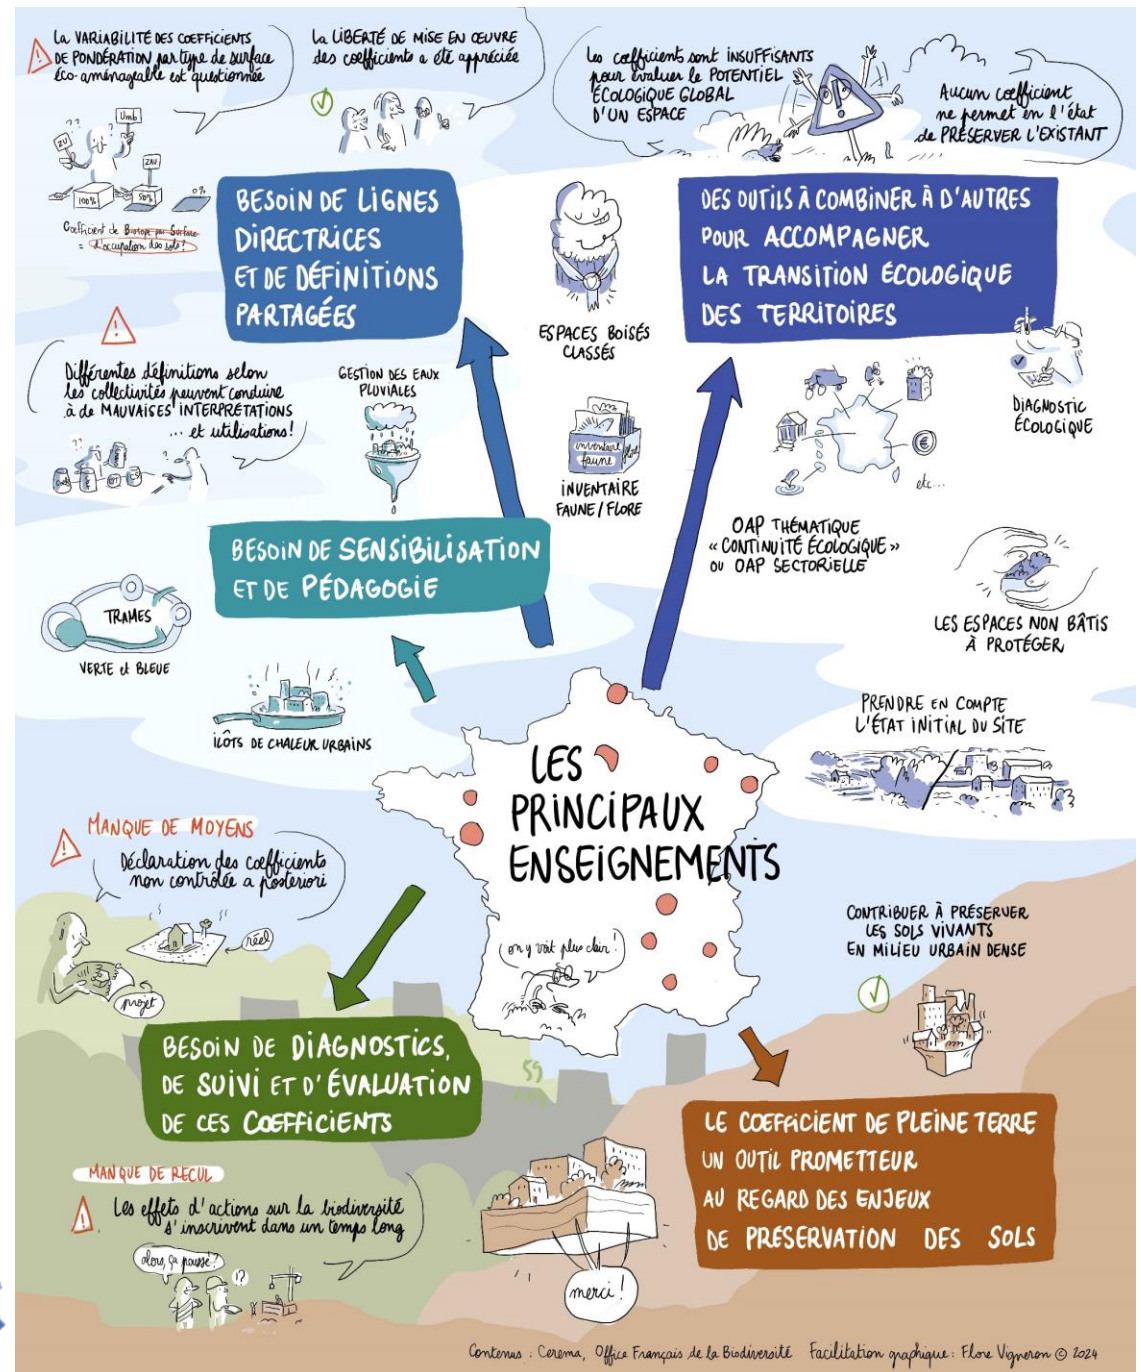 La VARIABILITÉ DES COEFFICIENTS
DE PONDÉRATION par type de surface
éco-aménageable est questionnée
La LIBERTÉ DE MISE EN ŒUVRE
des coefficients a été appréciée
Les coefficients sont INSUFFISANTS
pour évaluer le POTENTIEL
ÉCOLOGIQUE GLOBAL
D'UN ESPACE
Aucun coefficient
ne permet en l'état
de PRÉSERVER L'EXISTANT
ZU
Umb
ZAU
100%
50%
0%
Coefficient de Biotope par Surface
= d'occupation des sols ?
BESOIN DE LIGNES
DIRECTRICES
ET DE DÉFINITIONS
PARTAGÉES
DES OUTILS À COMBINER À D'AUTRES
POUR ACCOMPAGNER
LA TRANSITION ÉCOLOGIQUE
DES TERRITOIRES
ESPACES BOISÉS
CLASSÉS
Différentes définitions selon
les collectivités peuvent conduire
à de MAUVAISES INTERPRÉTATIONS
... et utilisations !
GESTION DES EAUX
PLUVIALES
inventaire
faune
flore
INVENTAIRE
FAUNE / FLORE
€
etc...
DIAGNOSTIC
ÉCOLOGIQUE
OAP THÉMATIQUE
« CONTINUITÉ ÉCOLOGIQUE »
OU OAP SECTORIELLE
BESOIN DE SENSIBILISATION
ET DE PÉDAGOGIE
TRAMES
VERTE et BLEUE
ILÔTS DE CHALEUR URBAINS
LES ESPACES NON BÂTIS
À PROTÉGER
PRENDRE EN COMPTE
L'ÉTAT INITIAL DU SITE
LES
PRINCIPAUX
ENSEIGNEMENTS
on y voit plus clair !
MANQUE DE MOYENS
Déclaration des coefficients
non contrôlée a posteriori
réel
projet
CONTRIBUER À PRÉSERVER
LES SOLS VIVANTS
EN MILIEU URBAIN DENSE
BESOIN DE DIAGNOSTICS,
DE SUIVI ET D'ÉVALUATION
DE CES COEFFICIENTS
LE COEFFICIENT DE PLEINE TERRE
UN OUTIL PROMETTEUR
AU REGARD DES ENJEUX
DE PRÉSERVATION DES SOLS
MANQUE DE RECUL
Les effets d'actions sur la biodiversité
s'inscrivent dans un temps long
alors, ça pousse ?
!?
merci !
Contenus : Cerema, Office Français de la Biodiversité Facilitation graphique : Flore Vigneron © 2024